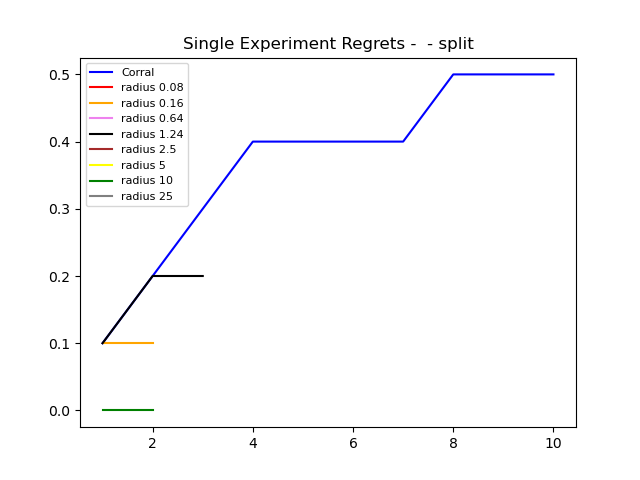 Single Experiment Regrets -  - split
Corral
radius 0.08
radius 0.16
radius 0.64
radius 1.24
radius 2.5
radius 5
radius 10
radius 25
0.5
0.4
0.3
0.2
0.1
0.0
2 4 6 8 10